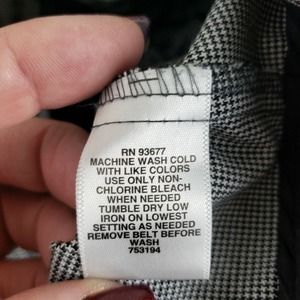 RN 93677
MACHINE WASH COLD
WITH LIKE COLORS
USE ONLY NON-
CHLORINE BLEACH
WHEN NEEDED
TUMBLE DRY LOW
IRON ON LOWEST
SETTING AS NEEDED
REMOVE BELT BEFORE
WASH
753194